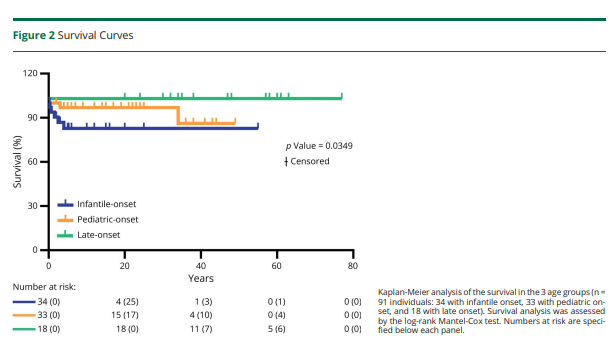 Figure 2 Survival Curves
120
90
60
30
0
Survival (%)
p Value = 0.0349
Censored
Infantile-onset
Pediatric-onset
Late-onset
0 20 40 60 80
Years
Number at risk:
34 (0) 4 (25) 1 (3) 0 (1) 0 (0)
33 (0) 15 (17) 4 (10) 0 (4) 0 (0)
18 (0) 18 (0) 11 (7) 5 (6) 0 (0)
Kaplan-Meier analysis of the survival in the 3 age groups (n =
91 individuals: 34 with infantile onset, 33 with pediatric on-
set, and 18 with late onset). Survival analysis was assessed
by the log-rank Mantel-Cox test. Numbers at risk are speci-
fied below each panel.